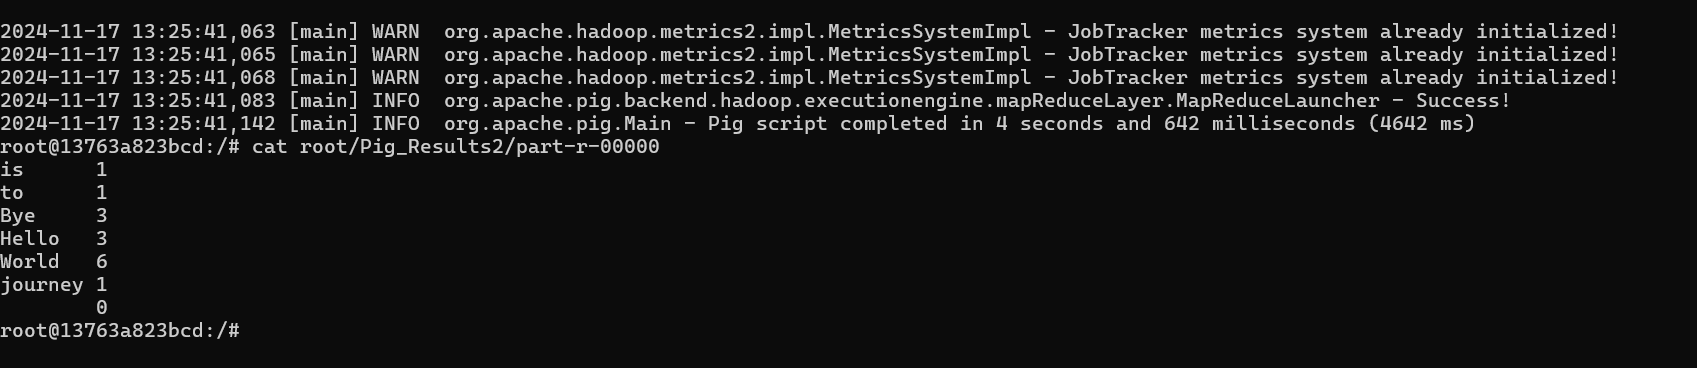 2024-11-17 13:25:41,063 [main] WARN  org.apache.hadoop.metrics2.impl.MetricsSystemImpl - JobTracker metrics system already initialized!
2024-11-17 13:25:41,065 [main] WARN  org.apache.hadoop.metrics2.impl.MetricsSystemImpl - JobTracker metrics system already initialized!
2024-11-17 13:25:41,068 [main] WARN  org.apache.hadoop.metrics2.impl.MetricsSystemImpl - JobTracker metrics system already initialized!
2024-11-17 13:25:41,083 [main] INFO  org.apache.pig.backend.hadoop.executionengine.mapReduceLayer.MapReduceLauncher - Success!
2024-11-17 13:25:41,142 [main] INFO  org.apache.pig.Main - Pig script completed in 4 seconds and 642 milliseconds (4642 ms)
root@13763a823bcd:/# cat root/Pig_Results2/part-r-00000
is      1
to      1
Bye     3
Hello   3
World   6
journey 1
        0
root@13763a823bcd:/#